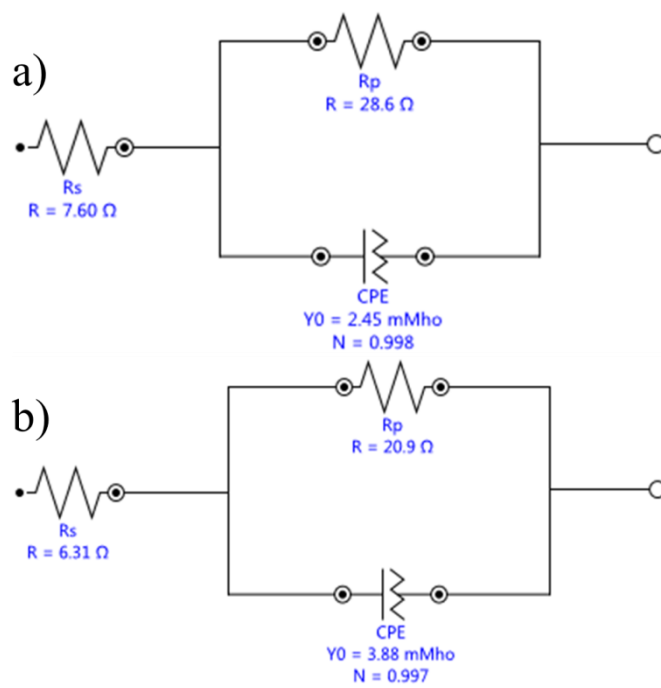 a)
Rp
R = 28.6 Ω
Rs
R = 7.60 Ω
CPE
Y0 = 2.45 mMho
N = 0.998
b)
Rp
R = 20.9 Ω
Rs
R = 6.31 Ω
CPE
Y0 = 3.88 mMho
N = 0.997